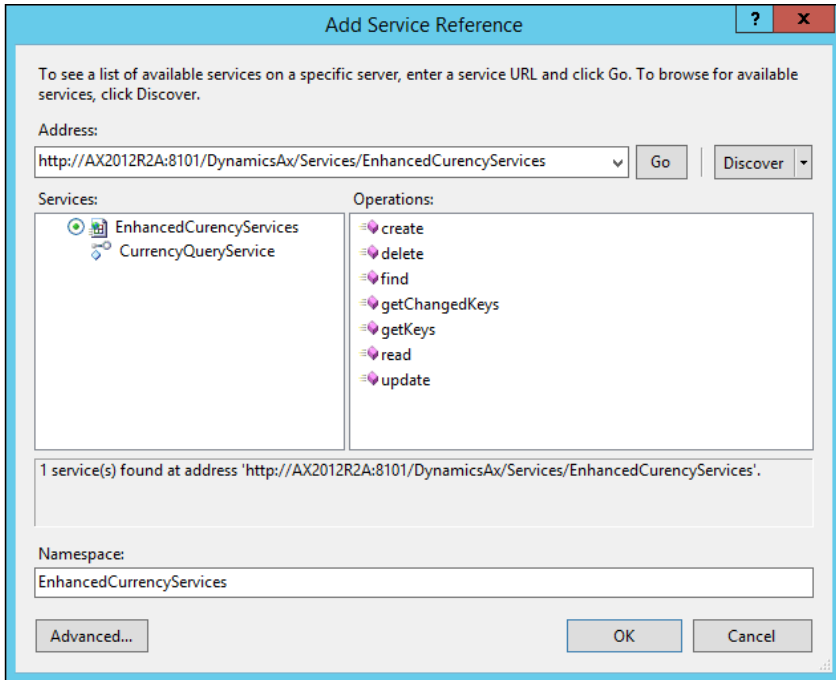 Add Service Reference
?
x
To see a list of available services on a specific server, enter a service URL and click Go. To browse for available
services, click Discover.
Address:
http://AX2012R2A:8101/DynamicsAx/Services/EnhancedCurencyServices
Go
Discover
Services:
Operations:
EnhancedCurencyServices
CurrencyQueryService
create
delete
find
getChangedKeys
getKeys
read
update
1 service(s) found at address 'http://AX2012R2A:8101/DynamicsAx/Services/EnhancedCurencyServices'.
Namespace:
EnhancedCurrencyServices
Advanced...
OK
Cancel